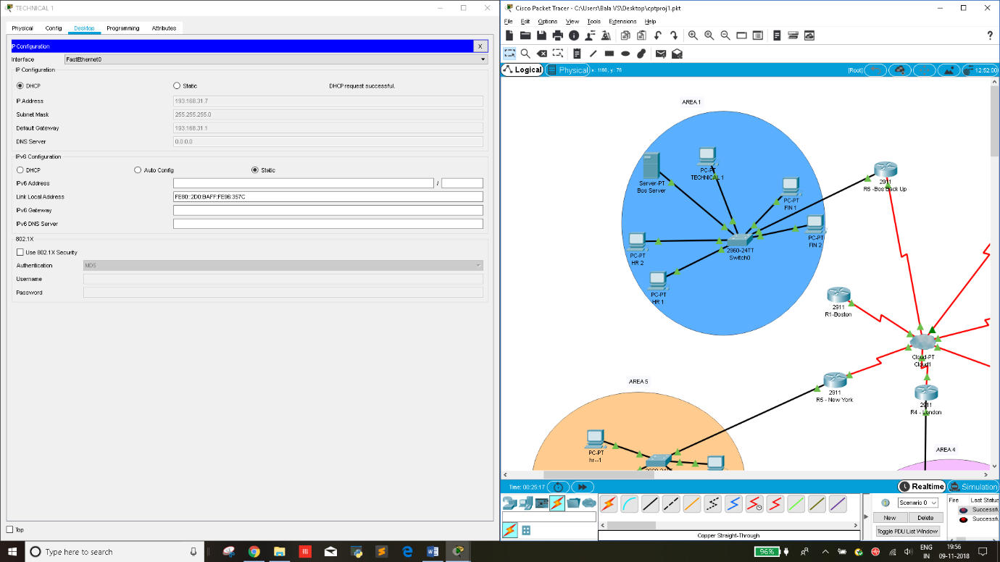 TECHNICAL 1
Physical Config Desktop Programming Attributes
IP Configuration X
Interface FastEthernet0
IP Configuration
DHCP Static DHCP request successful.
IP Address 193.168.31.7
Subnet Mask 255.255.255.0
Default Gateway 193.168.31.1
DNS Server 0.0.0.0
IPv6 Configuration
DHCP Auto Config Static
IPv6 Address /
Link Local Address FE80::2D0:BAFF:FE96:357C
IPv6 Gateway
IPv6 DNS Server
802.1X
Use 802.1X Security
Authentication MD5
Username
Password
Top
Cisco Packet Tracer - C:\Users\Bala VS\Desktop\cptproj1.pkt
File Edit Options View Tools Extensions Help
?
Logical Physical x: 1168, y: 76 [Root] 12:52:00
AREA 1
Server-PT
Bos Server
PC-PT
TECHNICAL 1
PC-PT
FIN 1
PC-PT
FIN 2
2960-24TT
Switch0
PC-PT
HR 2
PC-PT
HR 1
2911
R6 -Bos Back Up
2911
R1-Boston
Cloud-PT
Cloud1
2911
R5 - New York
2911
R4 - London
AREA 5
PC-PT
hr--1
AREA 4
Time: 00:25:17 Realtime Simulation
Scenario 0
New Delete
Toggle PDU List Window
Fire Last Statu
Successfu
Successfu
Copper Straight-Through
Type here to search
96%
ENG
IN
19:56
09-11-2018